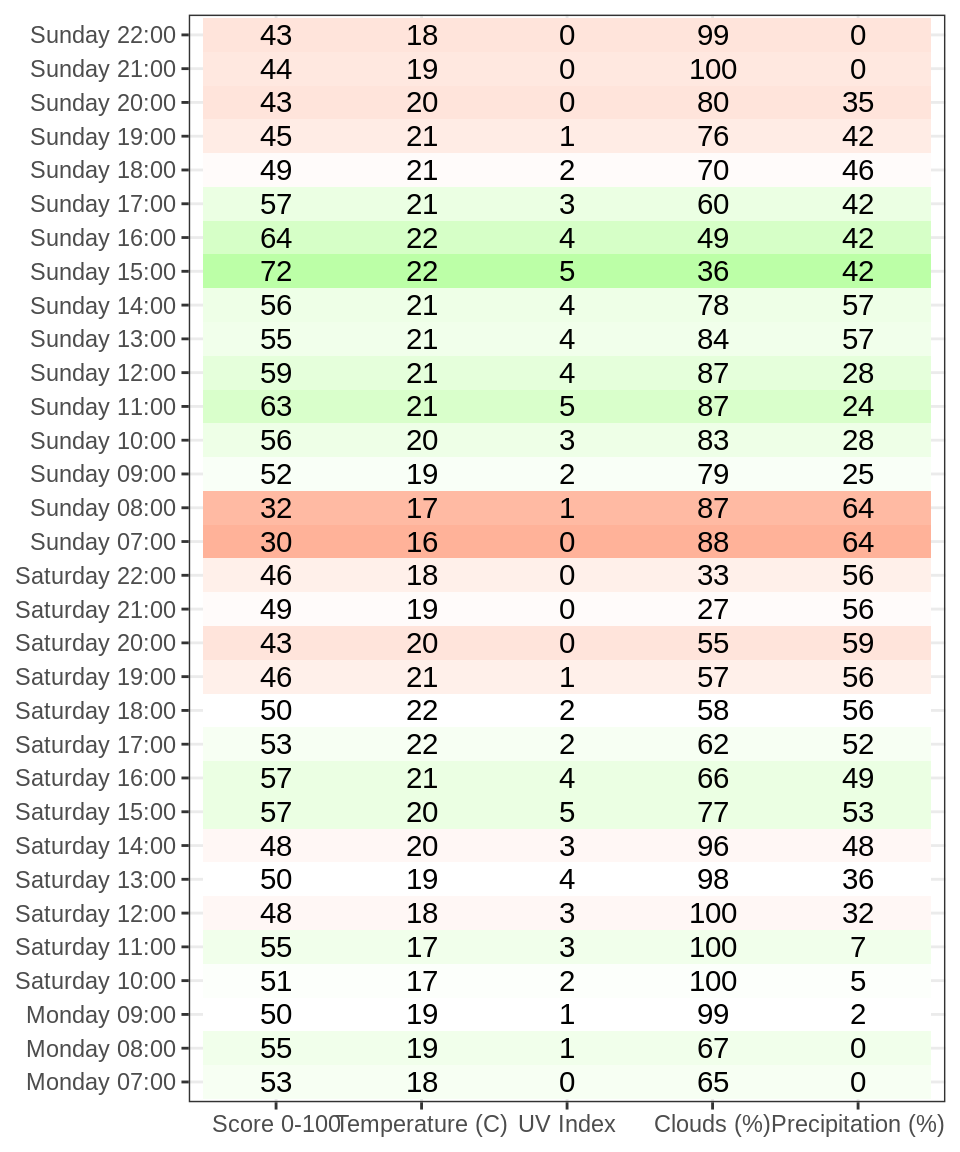 Sunday 22:00 43 18 0 99 0
Sunday 21:00 44 19 0 100 0
Sunday 20:00 43 20 0 80 35
Sunday 19:00 45 21 1 76 42
Sunday 18:00 49 21 2 70 46
Sunday 17:00 57 21 3 60 42
Sunday 16:00 64 22 4 49 42
Sunday 15:00 72 22 5 36 42
Sunday 14:00 56 21 4 78 57
Sunday 13:00 55 21 4 84 57
Sunday 12:00 59 21 4 87 28
Sunday 11:00 63 21 5 87 24
Sunday 10:00 56 20 3 83 28
Sunday 09:00 52 19 2 79 25
Sunday 08:00 32 17 1 87 64
Sunday 07:00 30 16 0 88 64
Saturday 22:00 46 18 0 33 56
Saturday 21:00 49 19 0 27 56
Saturday 20:00 43 20 0 55 59
Saturday 19:00 46 21 1 57 56
Saturday 18:00 50 22 2 58 56
Saturday 17:00 53 22 2 62 52
Saturday 16:00 57 21 4 66 49
Saturday 15:00 57 20 5 77 53
Saturday 14:00 48 20 3 96 48
Saturday 13:00 50 19 4 98 36
Saturday 12:00 48 18 3 100 32
Saturday 11:00 55 17 3 100 7
Saturday 10:00 51 17 2 100 5
Monday 09:00 50 19 1 99 2
Monday 08:00 55 19 1 67 0
Monday 07:00 53 18 0 65 0
Score 0-100 Temperature (C) UV Index Clouds (%) Precipitation (%)